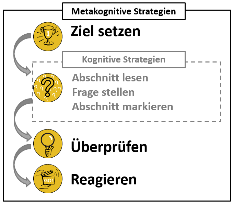 Metakognitive Strategien
Ziel setzen
Kognitive Strategien
Abschnitt lesen
Frage stellen
Abschnitt markieren
Überprüfen
Reagieren